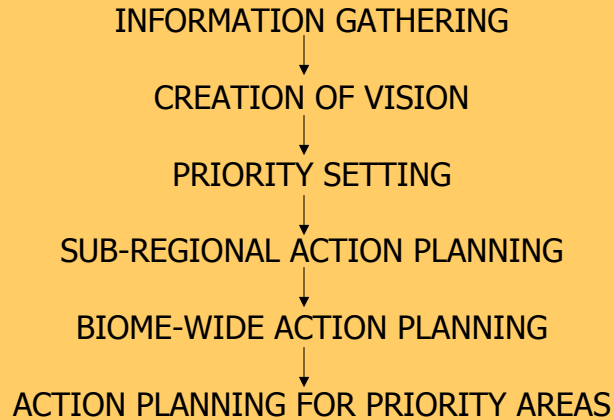 INFORMATION GATHERING
CREATION OF VISION
PRIORITY SETTING
SUB-REGIONAL ACTION PLANNING
BIOME-WIDE ACTION PLANNING
ACTION PLANNING FOR PRIORITY AREAS